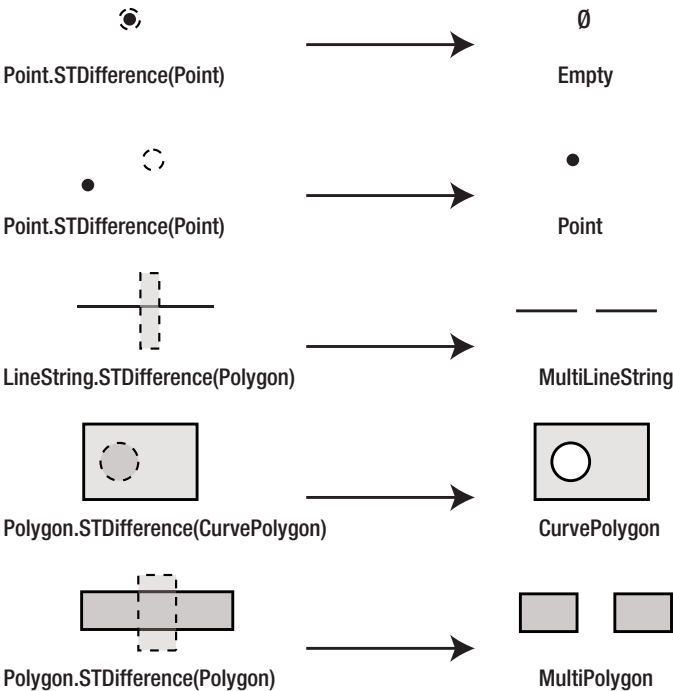 Ø
Point.STDifference(Point)
Empty
Point.STDifference(Point)
Point
LineString.STDifference(Polygon)
MultiLineString
Polygon.STDifference(CurvePolygon)
CurvePolygon
Polygon.STDifference(Polygon)
MultiPolygon